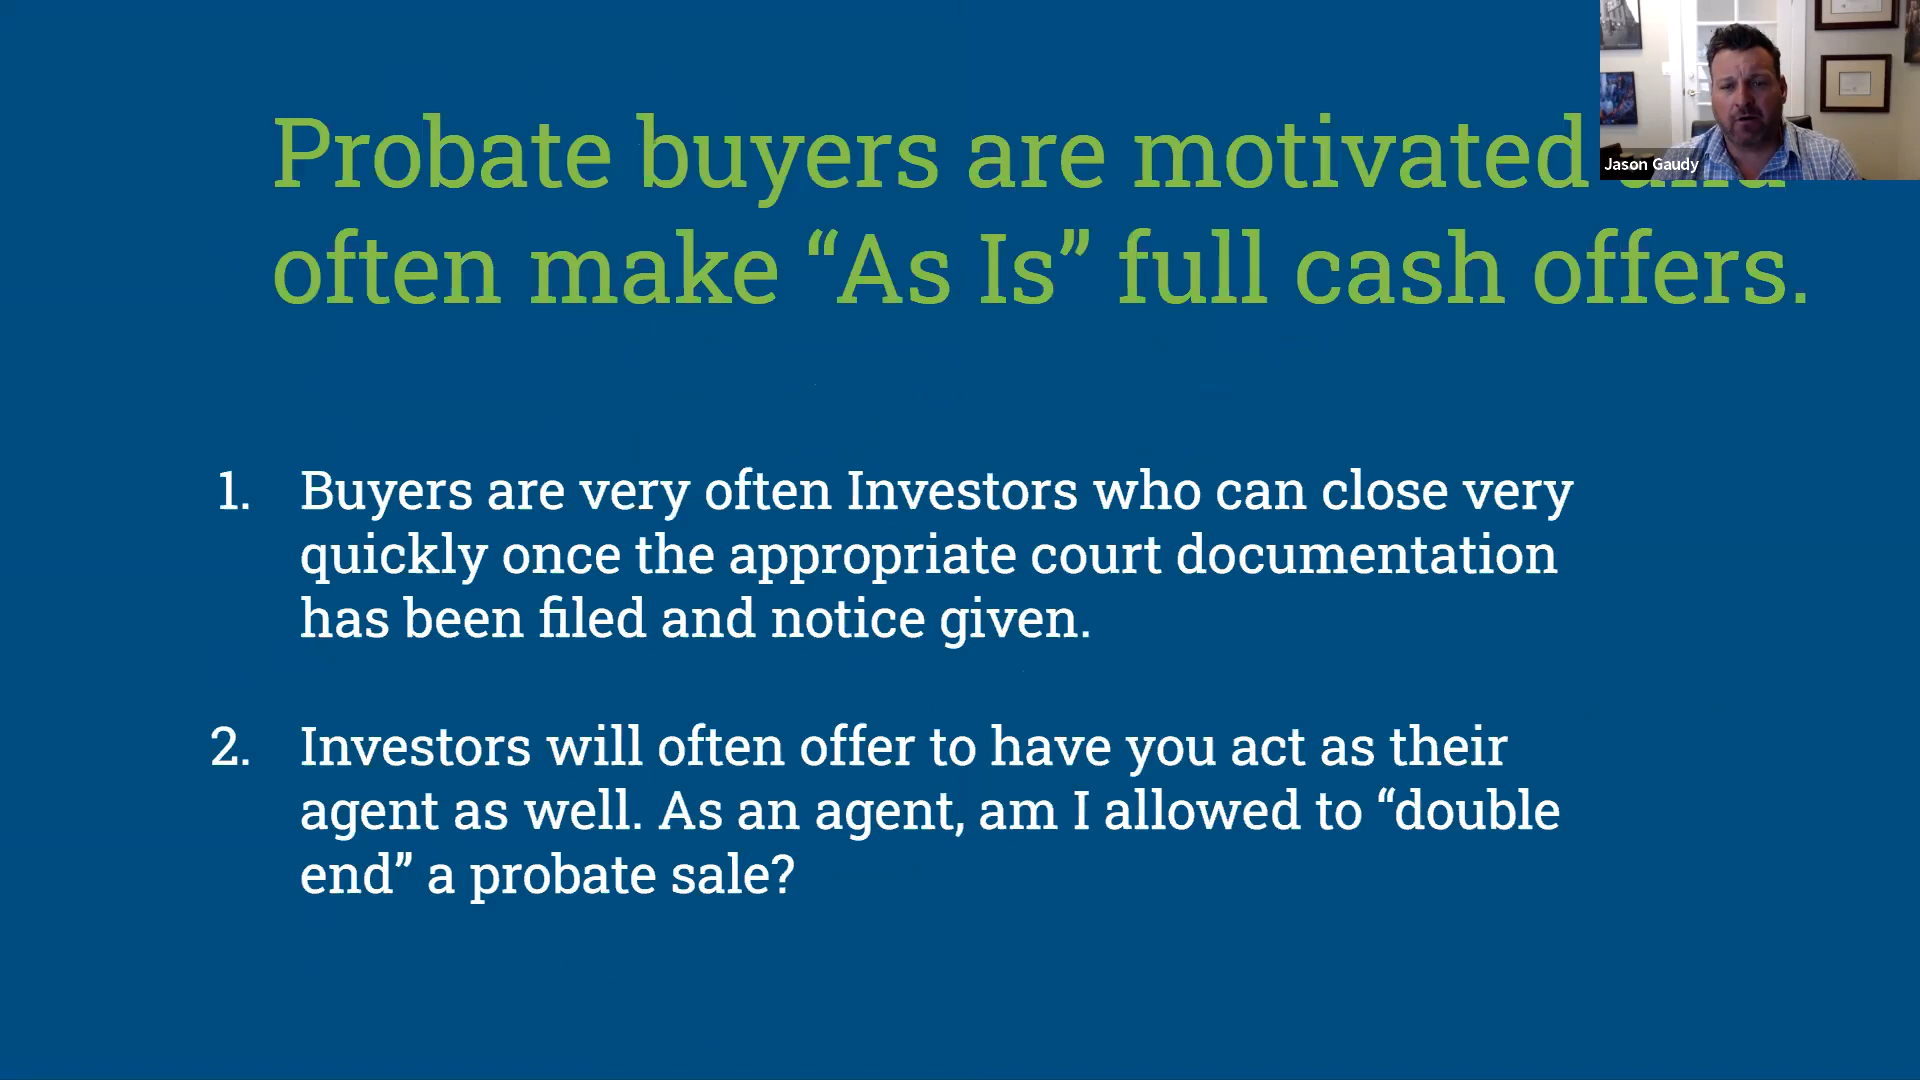 Probate buyers are motivated and
often make “As Is” full cash offers.
Jason Gaudy
1. Buyers are very often Investors who can close very
quickly once the appropriate court documentation
has been filed and notice given.
2. Investors will often offer to have you act as their
agent as well. As an agent, am I allowed to “double
end” a probate sale?